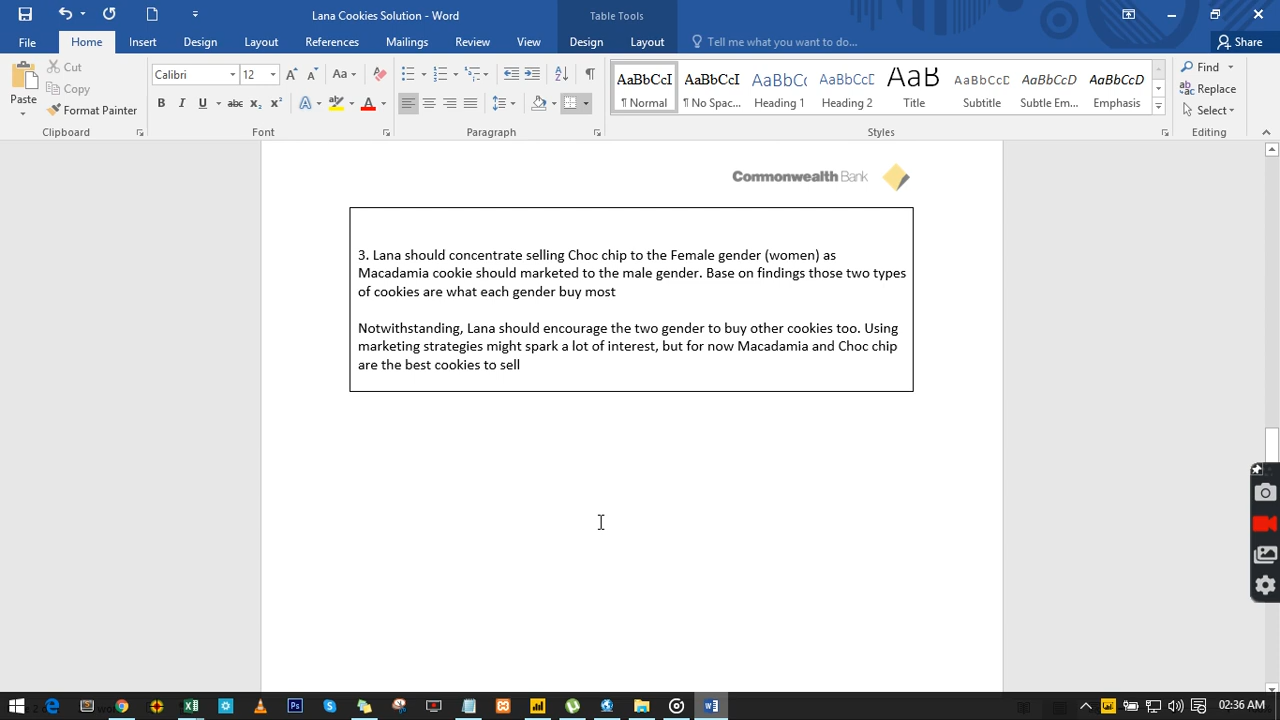 Lana Cookies Solution - Word
Table Tools
File
Home
Insert
Design
Layout
References
Mailings
Review
View
Design
Layout
Tell me what you want to do...
Share
Paste
Cut
Copy
Format Painter
Clipboard
Calibri
12
Aa
B I U abc x₂ x² A A
Font
Paragraph
AaBbCcI
¶ Normal
AaBbCcI
¶ No Spac...
AaBbCc
Heading
AaBbCcE
Heading 2
AaB
Title
AaBbCcD
Subtitle
AaBbCcD
Subtle Em...
AaBbCcD
Emphasis
Styles
Find
Replace
Select
Editing
Commonwealth Bank
3. Lana should concentrate selling Choc chip to the Female gender (women) as
Macadamia cookie should marketed to the male gender. Base on findings those two types
of cookies are what each gender buy most
Notwithstanding, Lana should encourage the two gender to buy other cookies too. Using
marketing strategies might spark a lot of interest, but for now Macadamia and Choc chip
are the best cookies to sell
02:36 AM